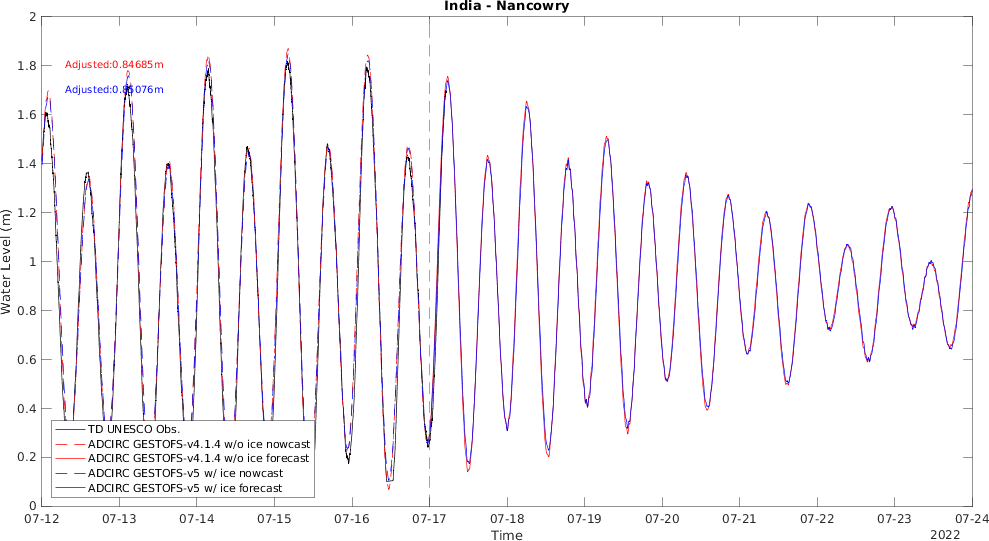 India - Nancowry
2
1.8
1.6
1.4
1.2
1
0.8
0.6
0.4
0.2
0
Water Level (m)
Adjusted:0.84685m
Adjusted:0.85076m
TD UNESCO Obs.
ADCIRC GESTOFS-v4.1.4 w/o ice nowcast
ADCIRC GESTOFS-v4.1.4 w/o ice forecast
ADCIRC GESTOFS-v5 w/ ice nowcast
ADCIRC GESTOFS-v5 w/ ice forecast
07-12 07-13 07-14 07-15 07-16 07-17 07-18 07-19 07-20 07-21 07-22 07-23 07-24
Time
2022